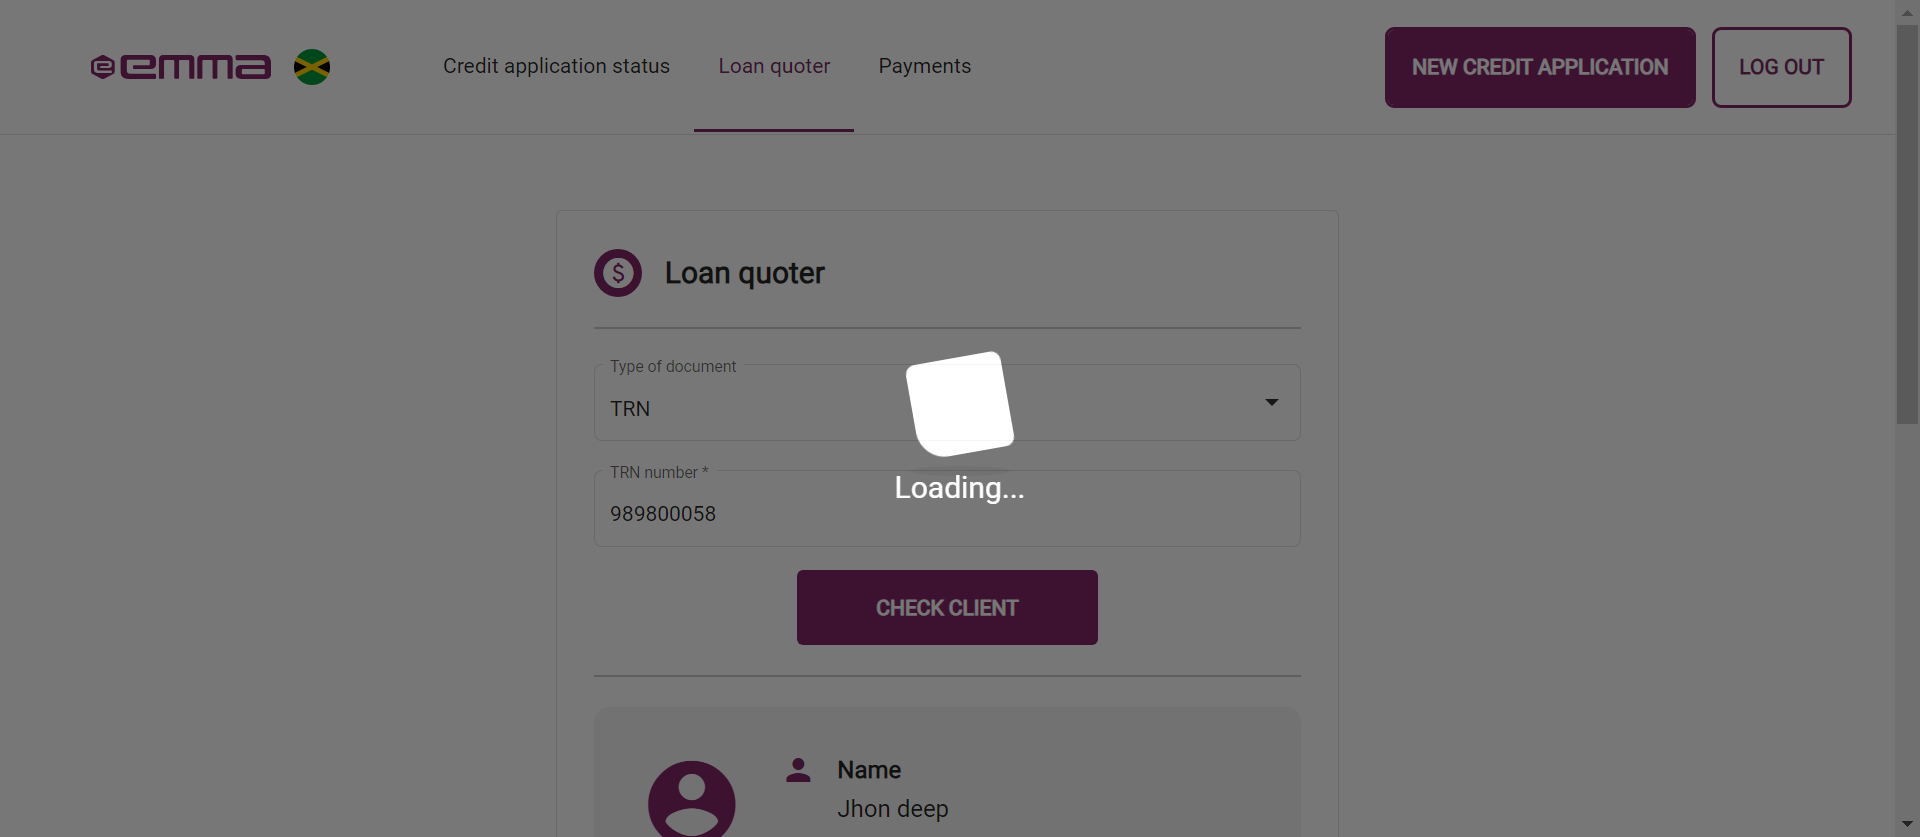 emma
Credit application status
Loan quoter
Payments
NEW CREDIT APPLICATION
LOG OUT
$ Loan quoter
Type of document
TRN
TRN number *
989800058
Loading...
CHECK CLIENT
Name
Jhon deep